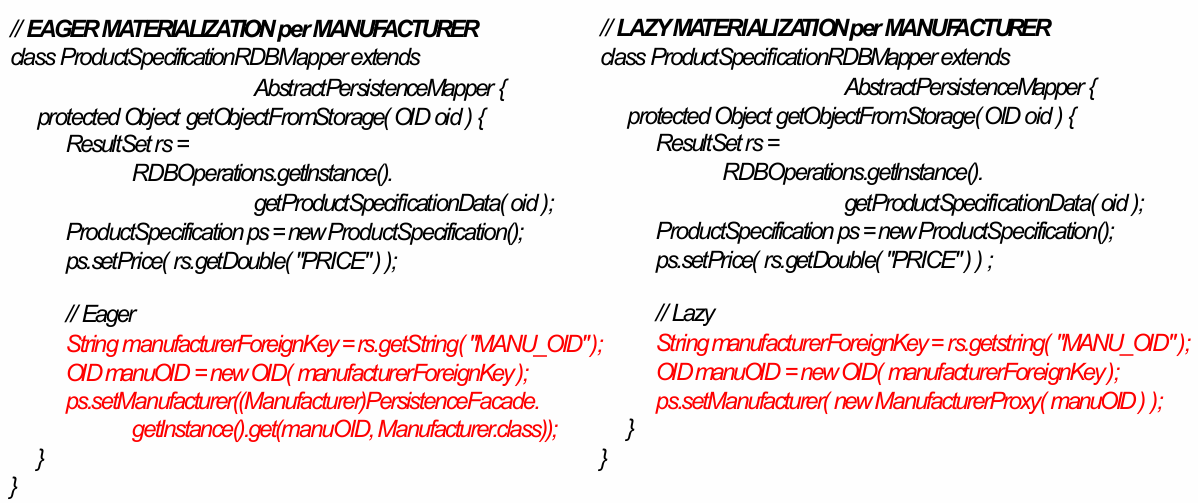 // EAGER MATERIALIZATION per MANUFACTURER
class ProductSpecificationRDBMapper extends
AbstractPersistenceMapper {
protected Object getObjectFromStorage( OID oid ) {
ResultSet rs =
RDBOperations.getInstance().
getProductSpecificationData( oid );
ProductSpecification ps = new ProductSpecification();
ps.setPrice( rs.getDouble( "PRICE" ) );
// Eager
String manufacturerForeignKey = rs.getString( "MANU_OID" );
OID manuOID = new OID( manufacturerForeignKey );
ps.setManufacturer((Manufacturer)PersistenceFacade.
getInstance().get(manuOID, Manufacturer.class));
}
}
// LAZY MATERIALIZATION per MANUFACTURER
class ProductSpecificationRDBMapper extends
AbstractPersistenceMapper {
protected Object getObjectFromStorage( OID oid ) {
ResultSet rs =
RDBOperations.getInstance().
getProductSpecificationData( oid );
ProductSpecification ps = new ProductSpecification();
ps.setPrice( rs.getDouble( "PRICE" ) ) ;
// Lazy
String manufacturerForeignKey = rs.getstring( "MANU_OID" );
OID manuOID = new OID( manufacturerForeignKey );
ps.setManufacturer( new ManufacturerProxy( manuOID ) );
}
}